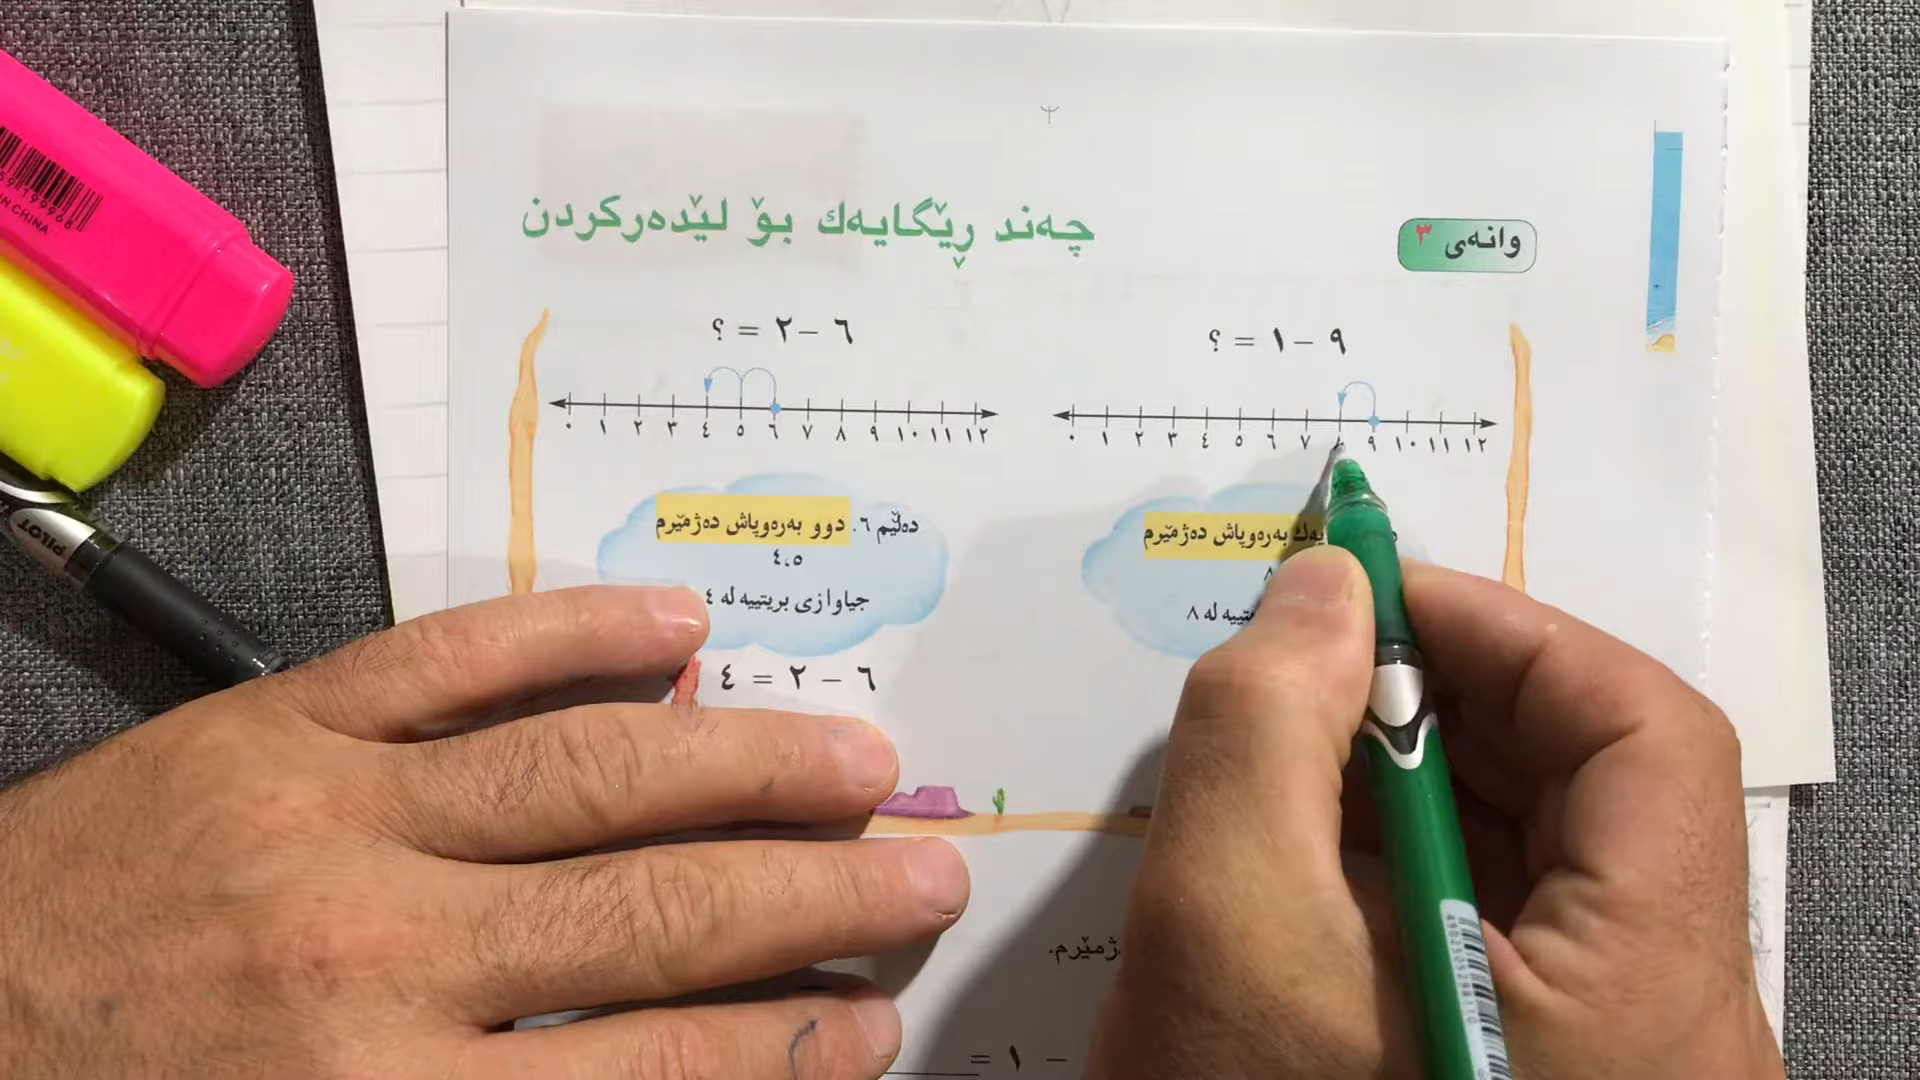 وانەی ٣
چەند ڕێگایەك بۆ لێدەرکردن
٩ − ١ = ؟
٠ ١ ٢ ٣ ٤ ٥ ٦ ٧ ٨ ٩ ١٠ ١١ ١٢
یەك بەرەوپاش دەژمێرم
٨
لە ٨
٦ − ٢ = ؟
٠ ١ ٢ ٣ ٤ ٥ ٦ ٧ ٨ ٩ ١٠ ١١ ١٢
دەڵێم ٦. دوو بەرەوپاش دەژمێرم
٤،٥
جیاوازی بریتییە لە ٤
٦ − ٢ = ٤
− ١ =
PILOT
IN CHINA